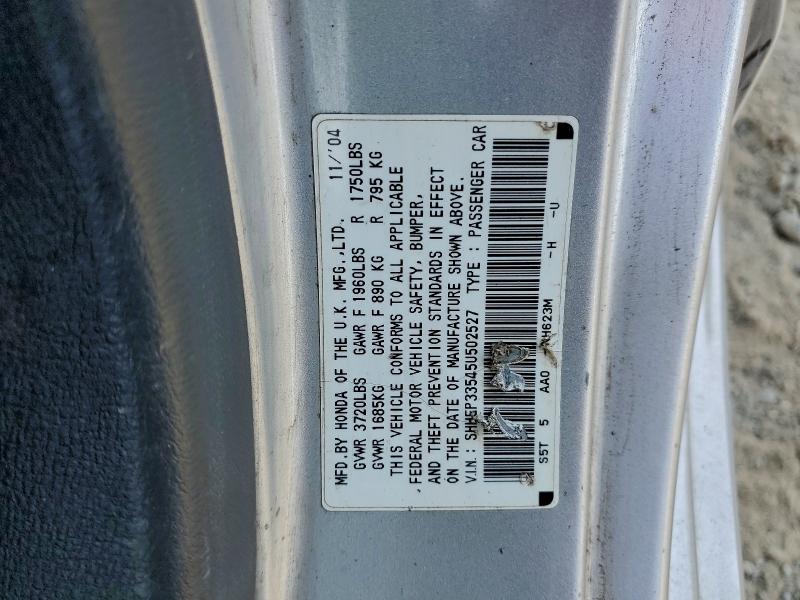 MFD.BY HONDA OF THE U.K. MFG.,LTD. 11/'04
GVWR 3720LBS GAWR F 1960LBS R 1750LBS
GVWR 1685KG GAWR F 890 KG R 795 KG
THIS VEHICLE CONFORMS TO ALL APPLICABLE
FEDERAL MOTOR VEHICLE SAFETY, BUMPER,
AND THEFT PREVENTION STANDARDS IN EFFECT
ON THE DATE OF MANUFACTURE SHOWN ABOVE.
V.I.N.: SHHEP33545U502527 TYPE : PASSENGER CAR
S5T 5 AA0 NH623M -H -U